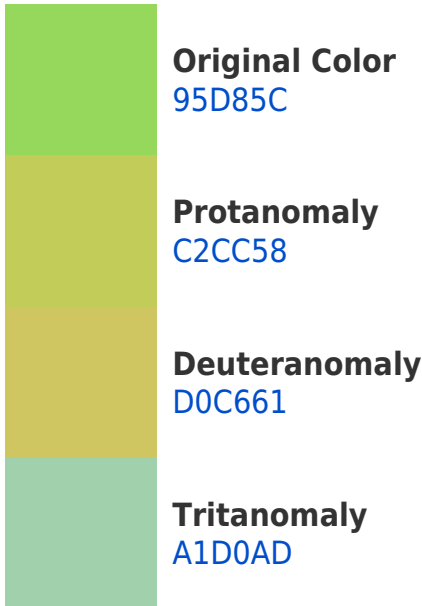 Original Color
95D85C
Protanomaly
C2CC58
Deuteranomaly
D0C661
Tritanomaly
A1D0AD